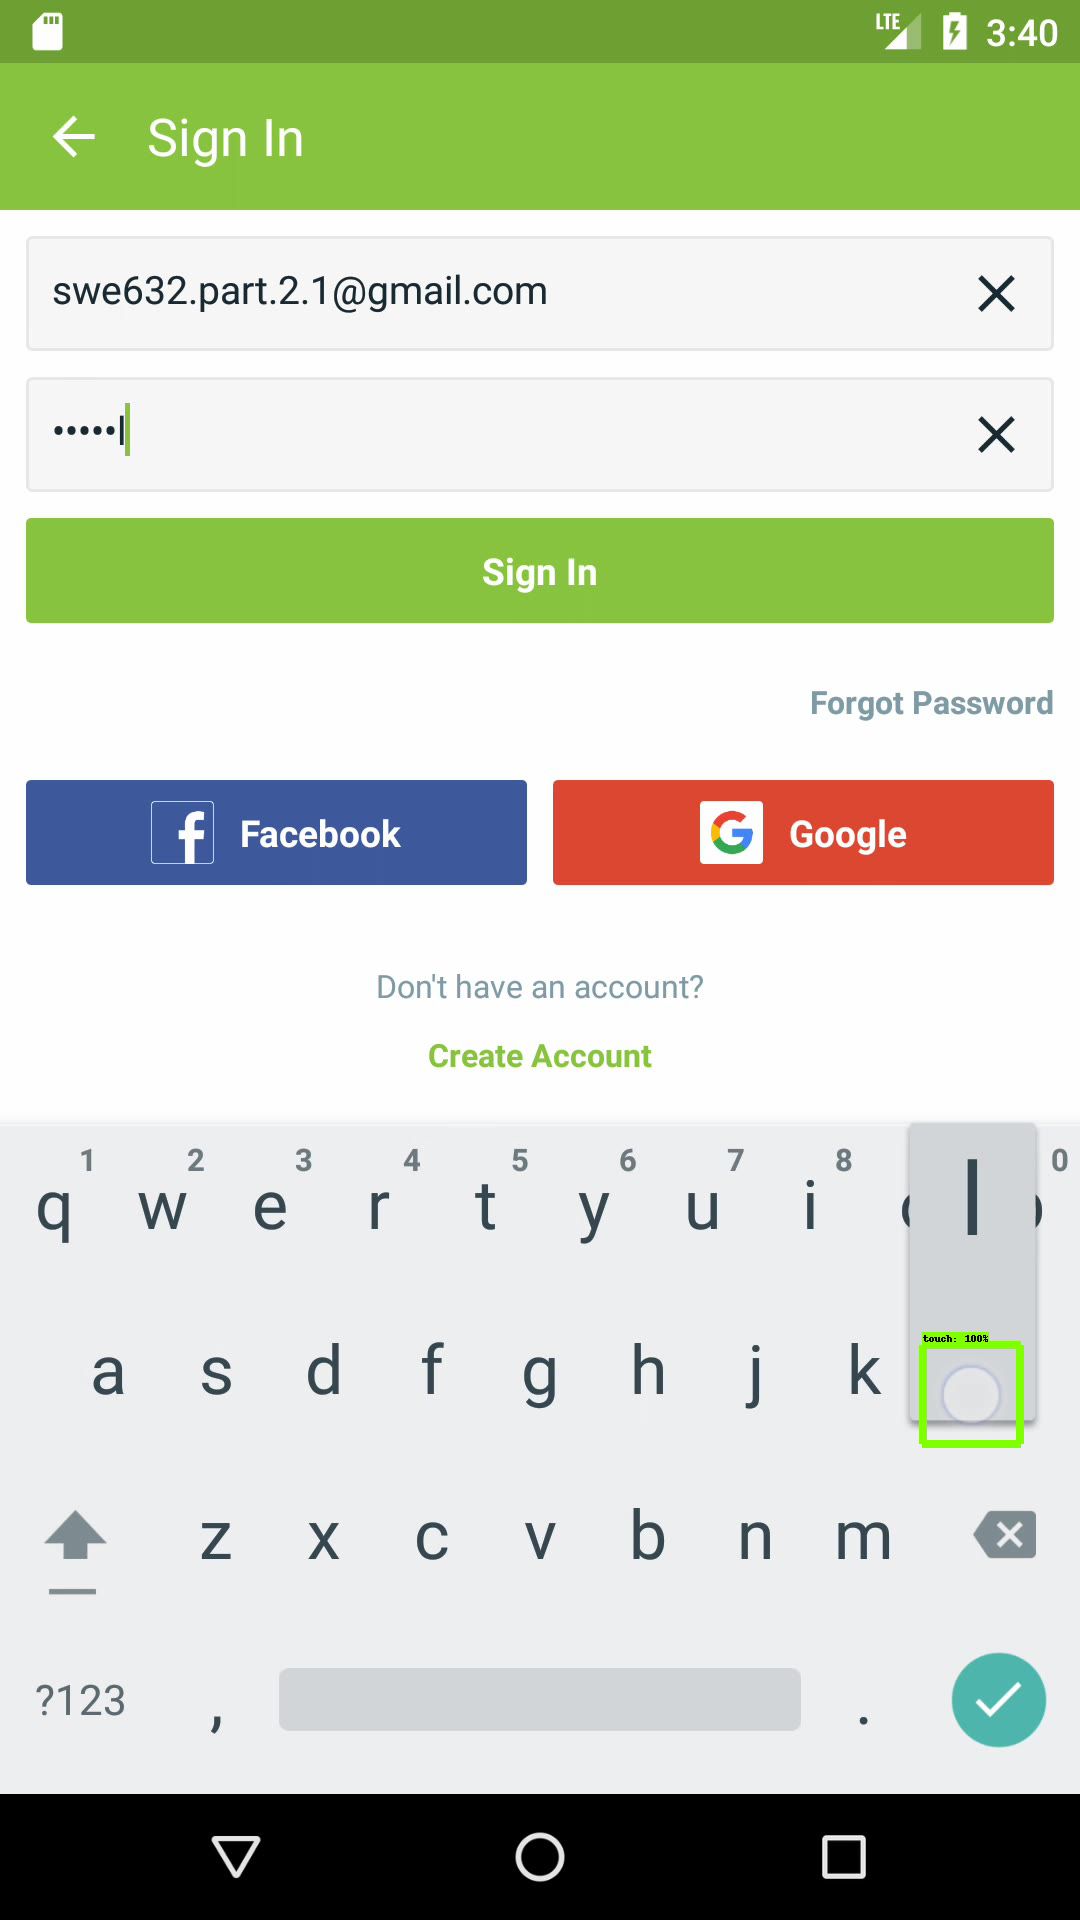 LTE 3:40
Sign In
swe632.part.2.1@gmail.com
•••••l
Sign In
Forgot Password
Facebook
Google
Don't have an account?
Create Account
1 2 3 4 5 6 7 8 0
q w e r t y u i l
touch: 100%
a s d f g h j k
z x c v b n m
?123 , .